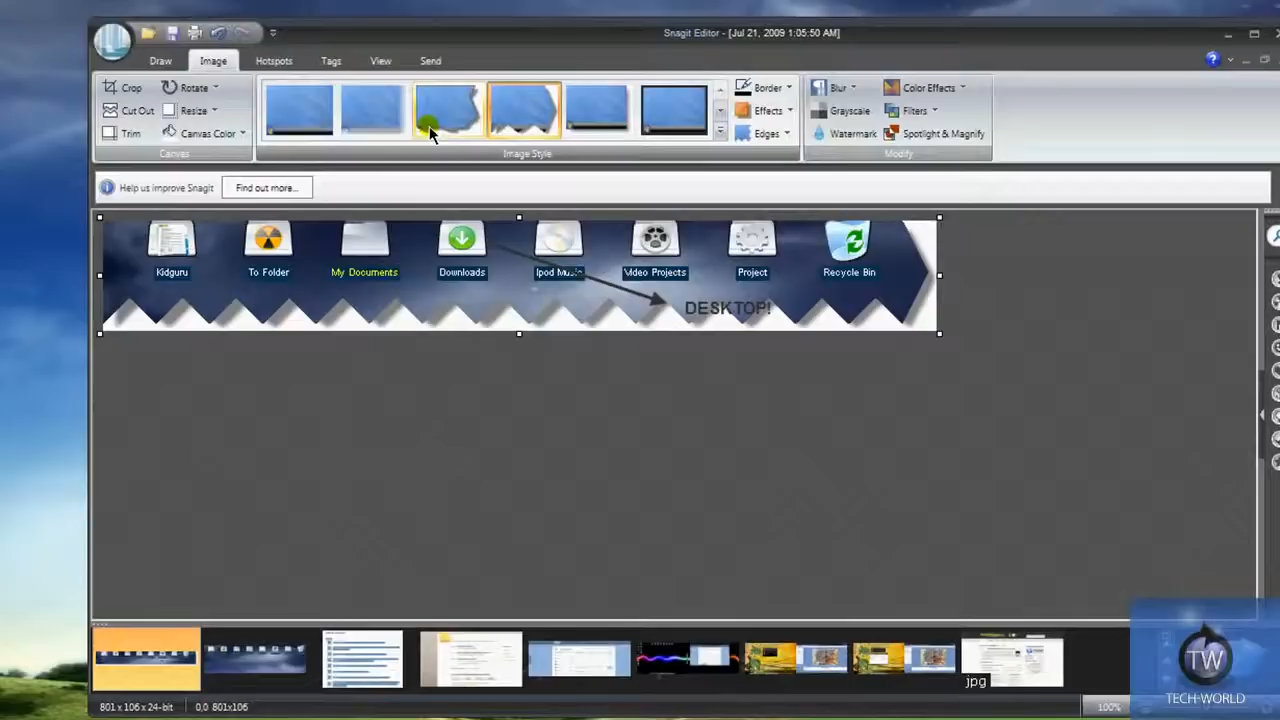 Snagit Editor - [Jul 21, 2009 1:05:50 AM]
Draw Image Hotspots Tags View Send
Crop Rotate Border Blur Color Effects
Cut Out Resize Effects Grayscale Filters
Trim Canvas Color Edges Watermark Spotlight & Magnify
Canvas Image Style Modify
Help us improve Snagit Find out more...
Kidguru To Folder My Documents Downloads Ipod Music Video Projects Project Recycle Bin
DESKTOP!
jpg
TW
TECH-WORLD
801 x 106 x 24-bit 0,0 801x106 100%